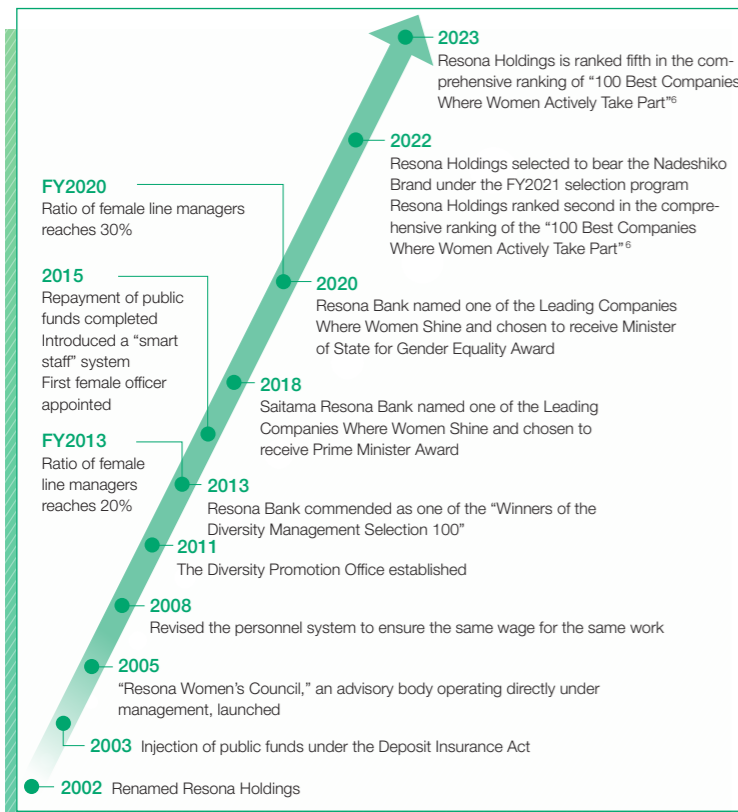 2023
Resona Holdings is ranked fifth in the com-
prehensive ranking of “100 Best Companies
Where Women Actively Take Part”⁶
2022
Resona Holdings selected to bear the Nadeshiko
Brand under the FY2021 selection program
Resona Holdings ranked second in the compre-
hensive ranking of the “100 Best Companies
Where Women Actively Take Part”⁶
FY2020
Ratio of female line managers
reaches 30%
2015
Repayment of public
funds completed
Introduced a “smart
staff” system
First female officer
appointed
2020
Resona Bank named one of the Leading Companies
Where Women Shine and chosen to receive Minister
of State for Gender Equality Award
2018
Saitama Resona Bank named one of the Leading
Companies Where Women Shine and chosen to
receive Prime Minister Award
FY2013
Ratio of female
line managers
reaches 20%
2013
Resona Bank commended as one of the “Winners of the
Diversity Management Selection 100”
2011
The Diversity Promotion Office established
2008
Revised the personnel system to ensure the same wage for the same work
2005
“Resona Women’s Council,” an advisory body operating directly under
management, launched
2003 Injection of public funds under the Deposit Insurance Act
2002 Renamed Resona Holdings